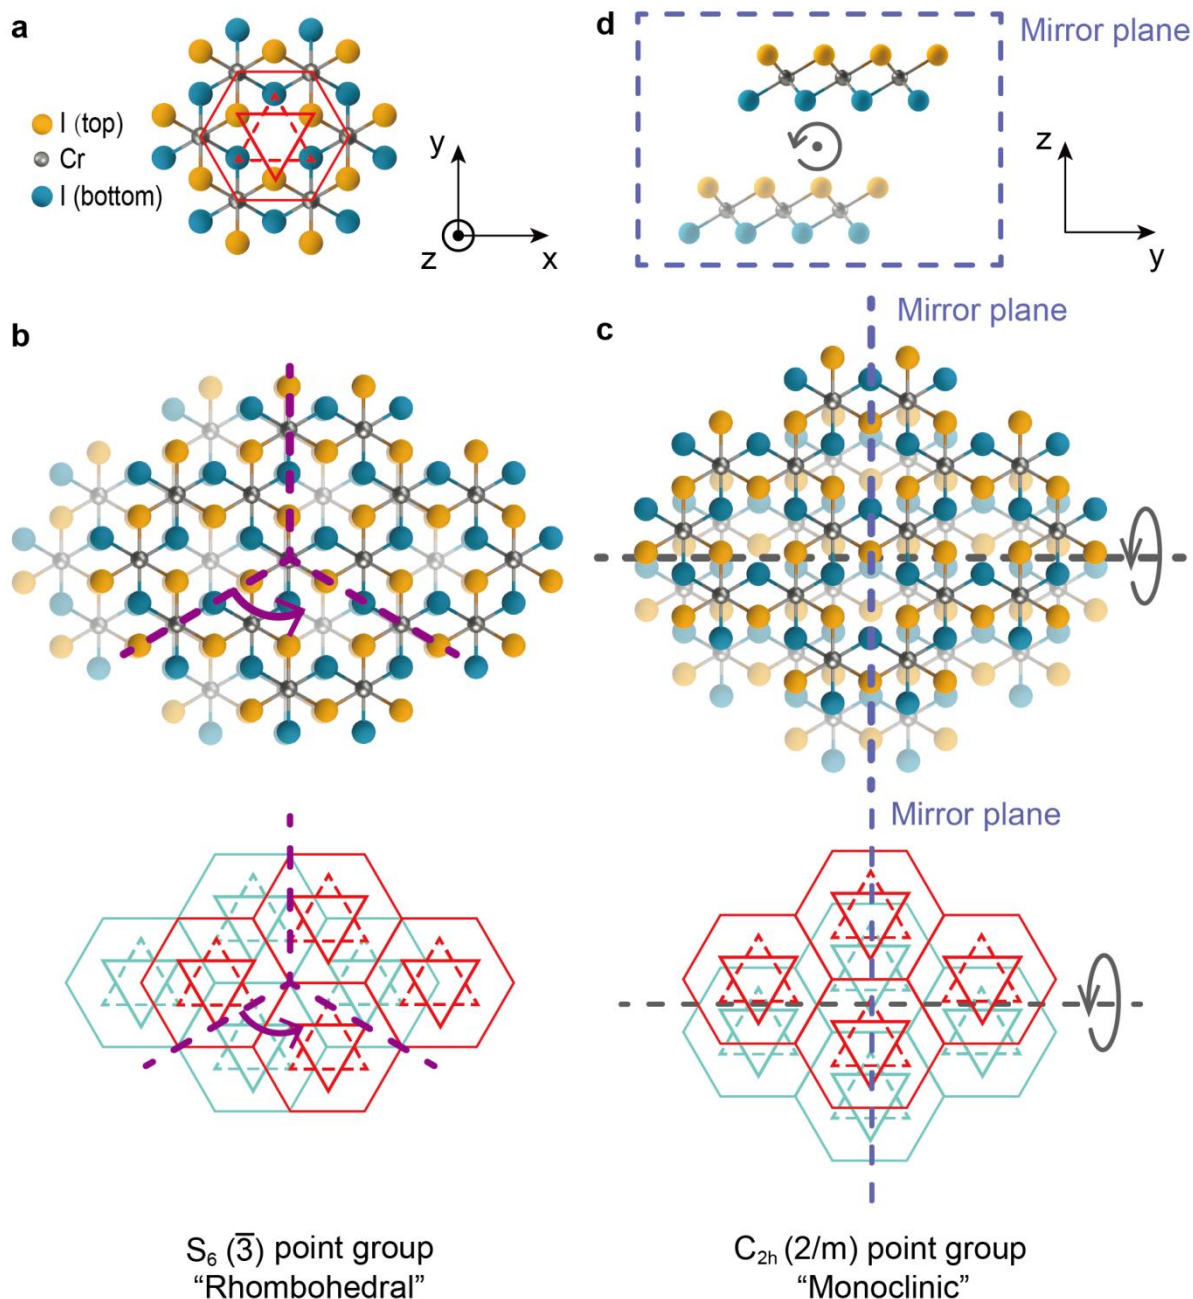 a
I (top)
Cr
I (bottom)
y
z
x
d
Mirror plane
z
y
b
c
Mirror plane
Mirror plane
S₆ (3̅) point group
“Rhombohedral”
C₂ₕ (2/m) point group
“Monoclinic”